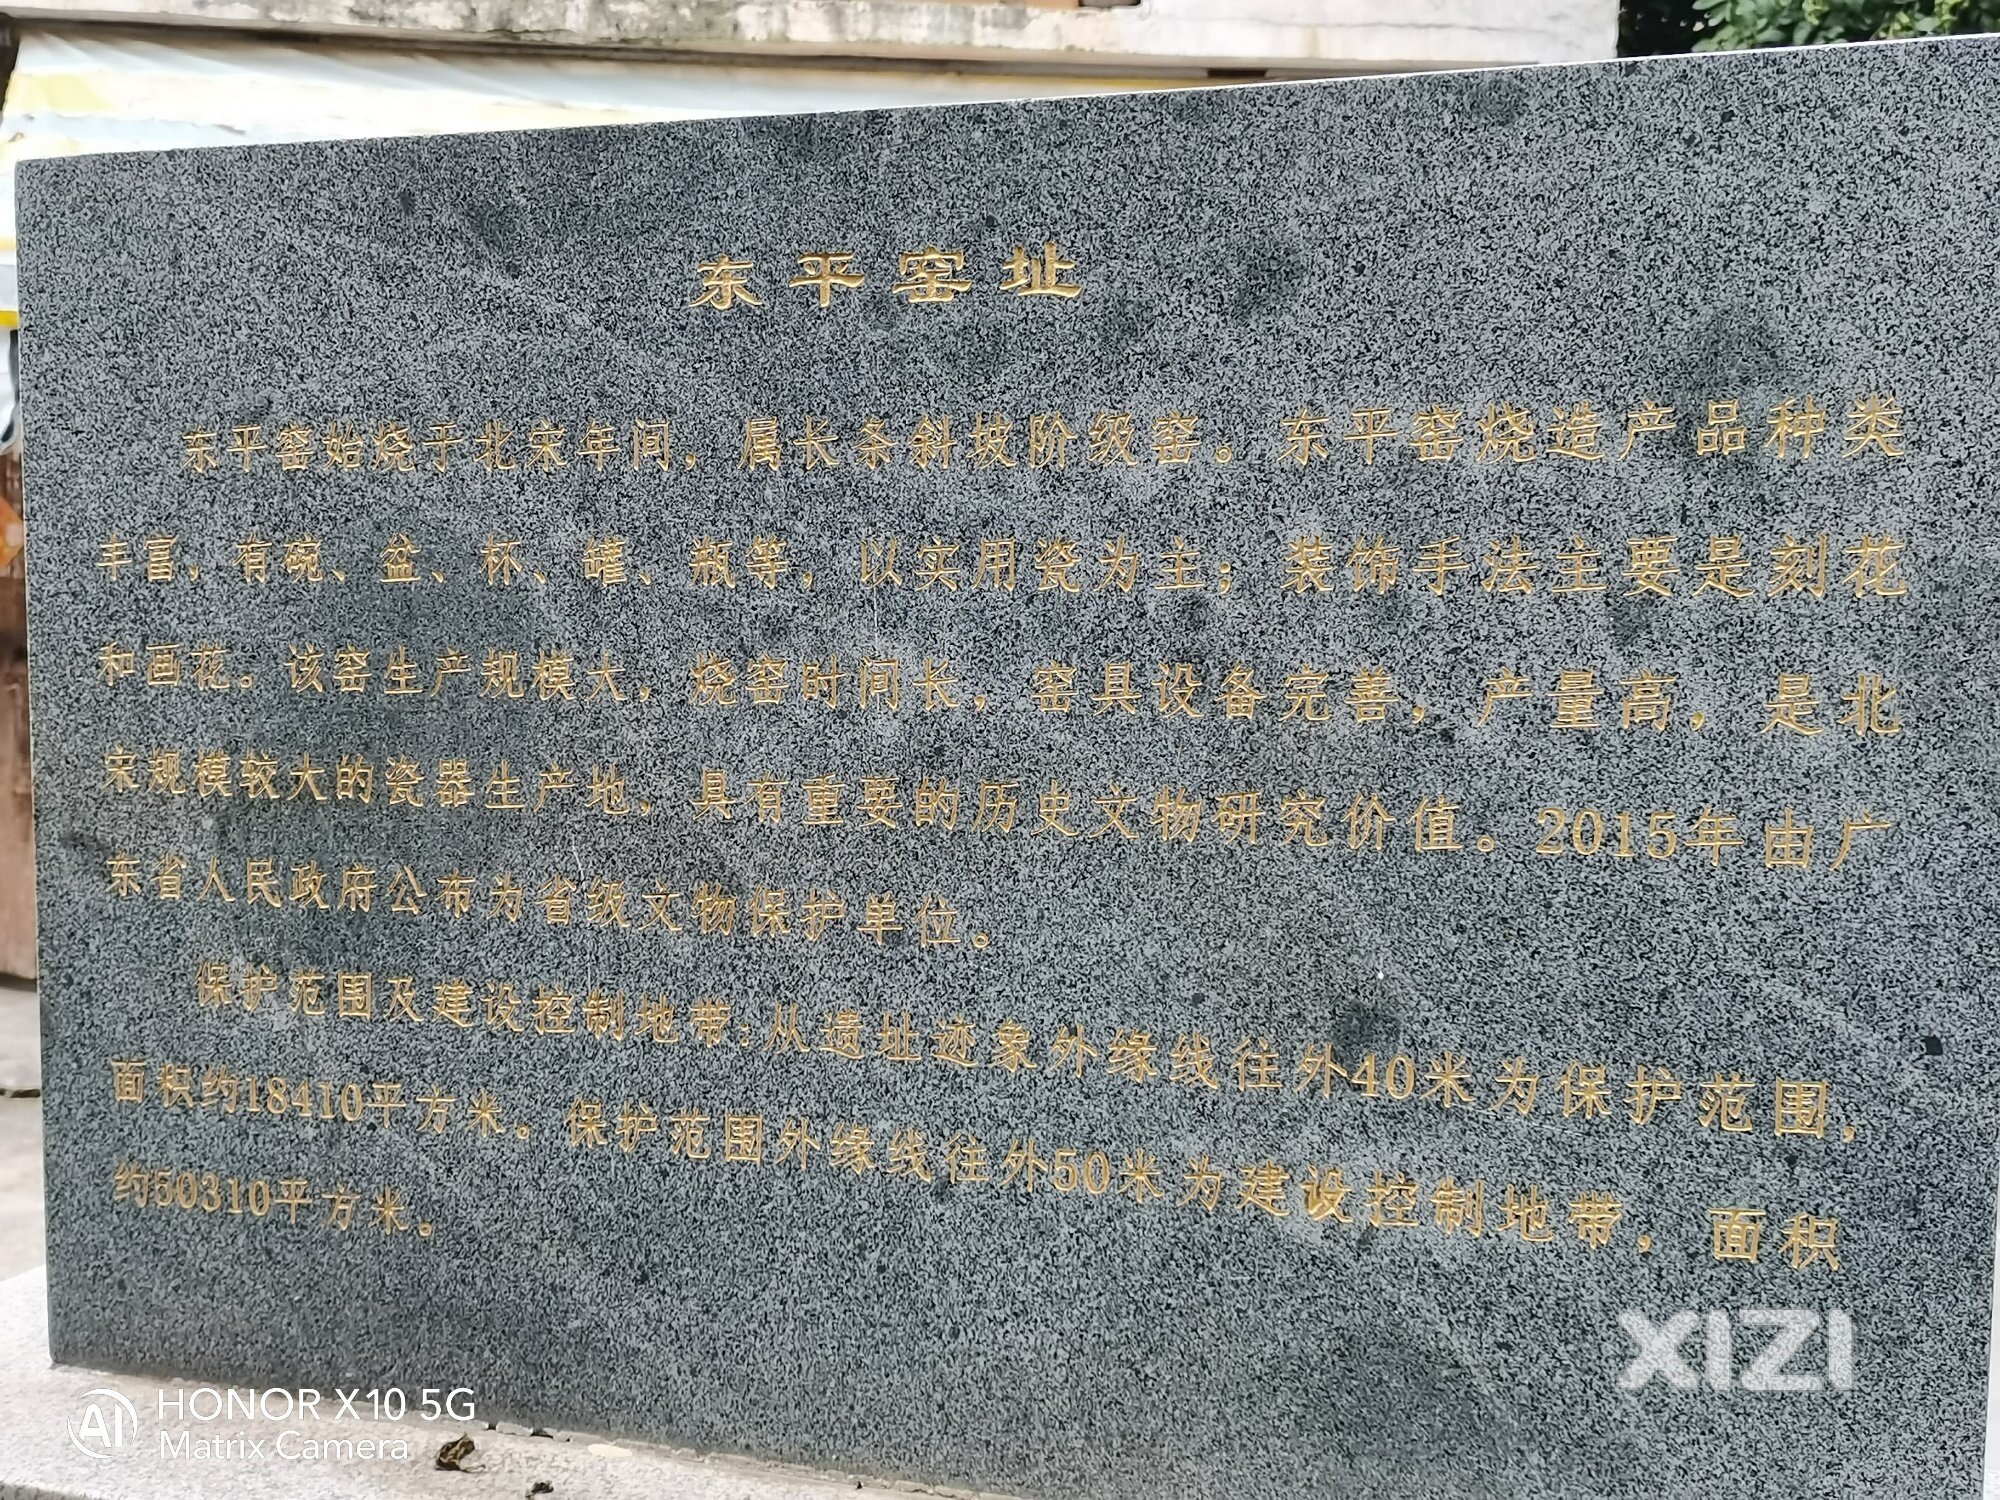 东平窑址
东平窑始烧于北宋年间，属长条斜坡阶级窑。东平窑烧造产品种类
丰富，有碗、盆、杯、罐、瓶等，以实用瓷为主；装饰手法主要是刻花
和画花。该窑生产规模大，烧窑时间长，窑具设备完善，产量高，是北
宋规模较大的瓷器生产地，具有重要的历史文物研究价值。2015年由广
东省人民政府公布为省级文物保护单位。
保护范围及建设控制地带:从遗址迹象外缘线往外40米为保护范围，
面积约18410平方米。保护范围外缘线往外50米为建设控制地带，面积
约50310平方米。
XIZI
AI HONOR X10 5G
Matrix Camera